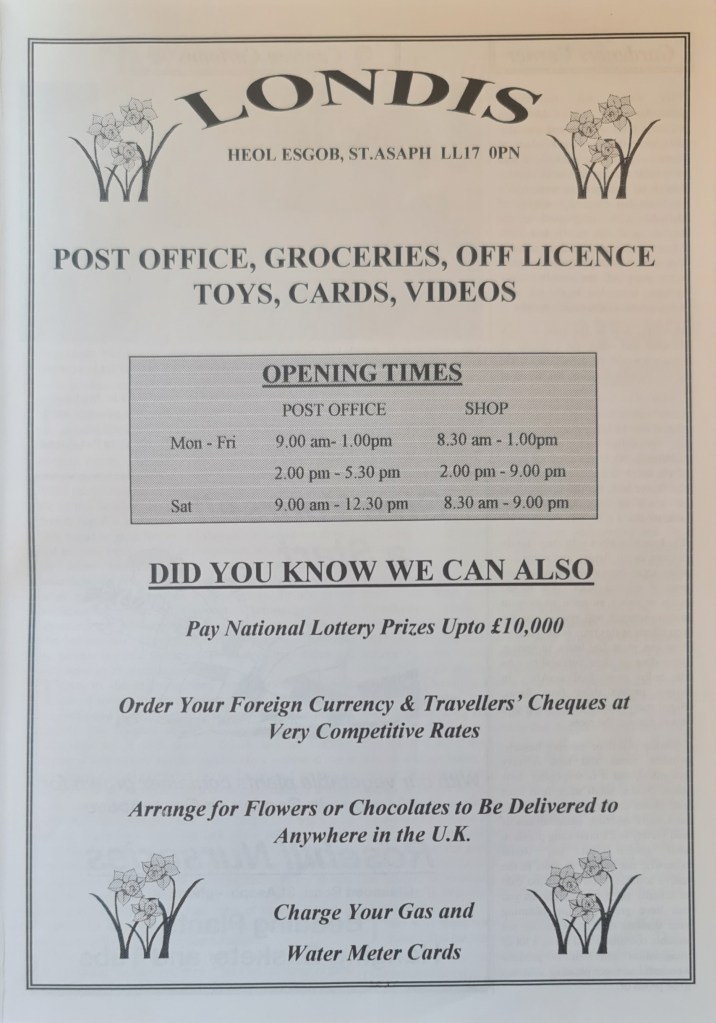 LONDIS
HEOL ESGOB, ST.ASAPH LL17 0PN
POST OFFICE, GROCERIES, OFF LICENCE
TOYS, CARDS, VIDEOS
OPENING TIMES
POST OFFICE SHOP
Mon - Fri 9.00 am- 1.00pm 8.30 am - 1.00pm
2.00 pm - 5.30 pm 2.00 pm - 9.00 pm
Sat 9.00 am - 12.30 pm 8.30 am - 9.00 pm
DID YOU KNOW WE CAN ALSO
Pay National Lottery Prizes Upto £10,000
Order Your Foreign Currency & Travellers' Cheques at
Very Competitive Rates
Arrange for Flowers or Chocolates to Be Delivered to
Anywhere in the U.K.
Charge Your Gas and
Water Meter Cards